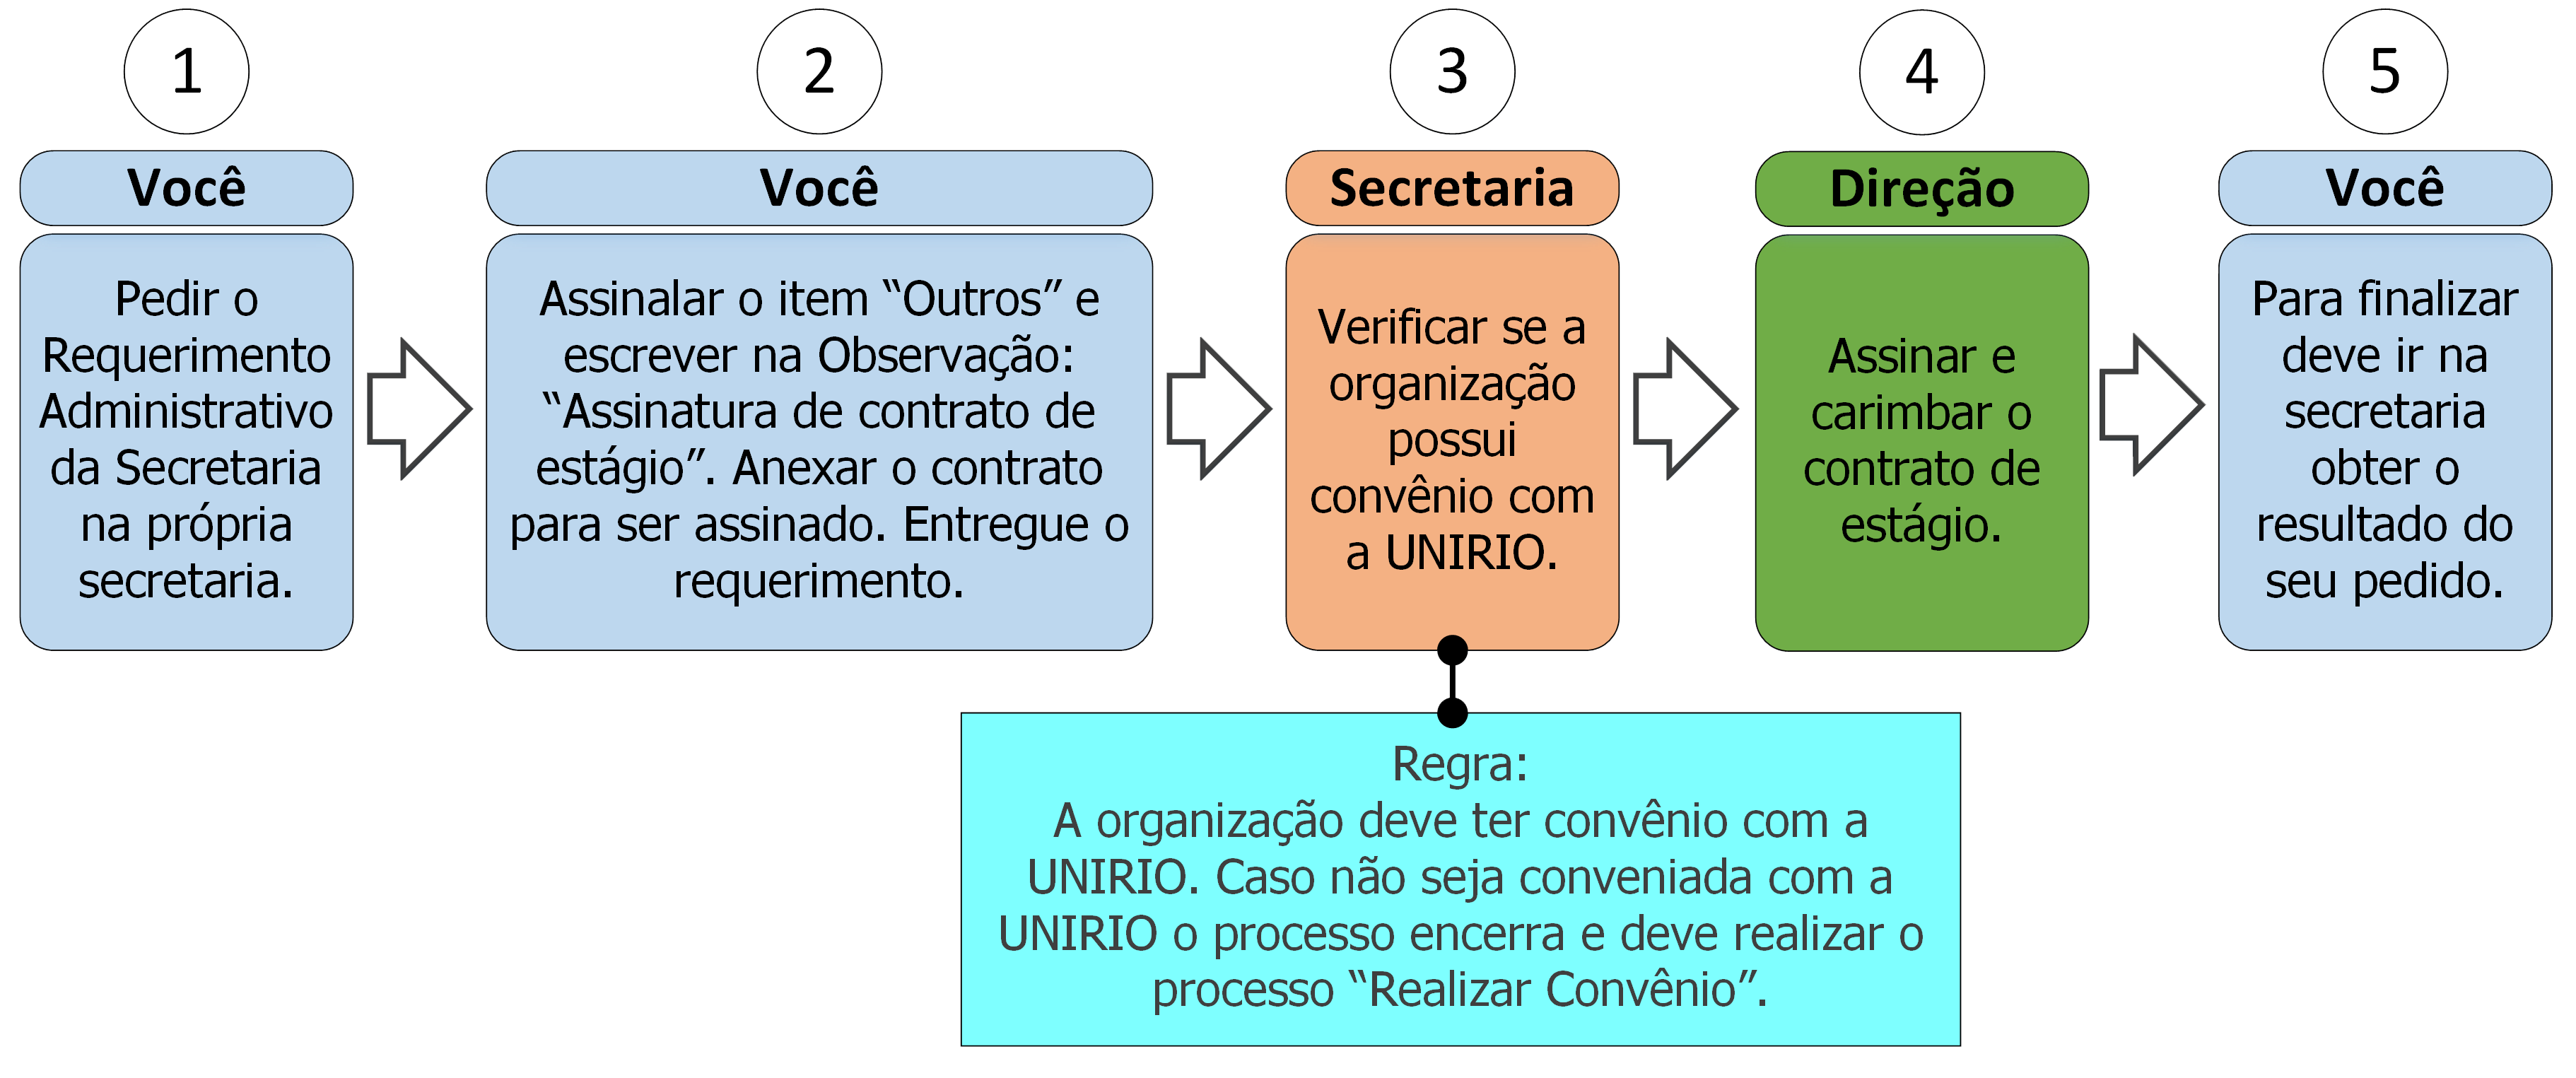 1
Você
Pedir o
Requerimento
Administrativo
da Secretaria
na própria
secretaria.
2
Você
Assinalar o item “Outros” e
escrever na Observação:
“Assinatura de contrato de
estágio”. Anexar o contrato
para ser assinado. Entregue o
requerimento.
3
Secretaria
Verificar se a
organização
possui
convênio com
a UNIRIO.
4
Direção
Assinar e
carimbar o
contrato de
estágio.
5
Você
Para finalizar
deve ir na
secretaria
obter o
resultado do
seu pedido.
Regra:
A organização deve ter convênio com a
UNIRIO. Caso não seja conveniada com a
UNIRIO o processo encerra e deve realizar o
processo “Realizar Convênio”.